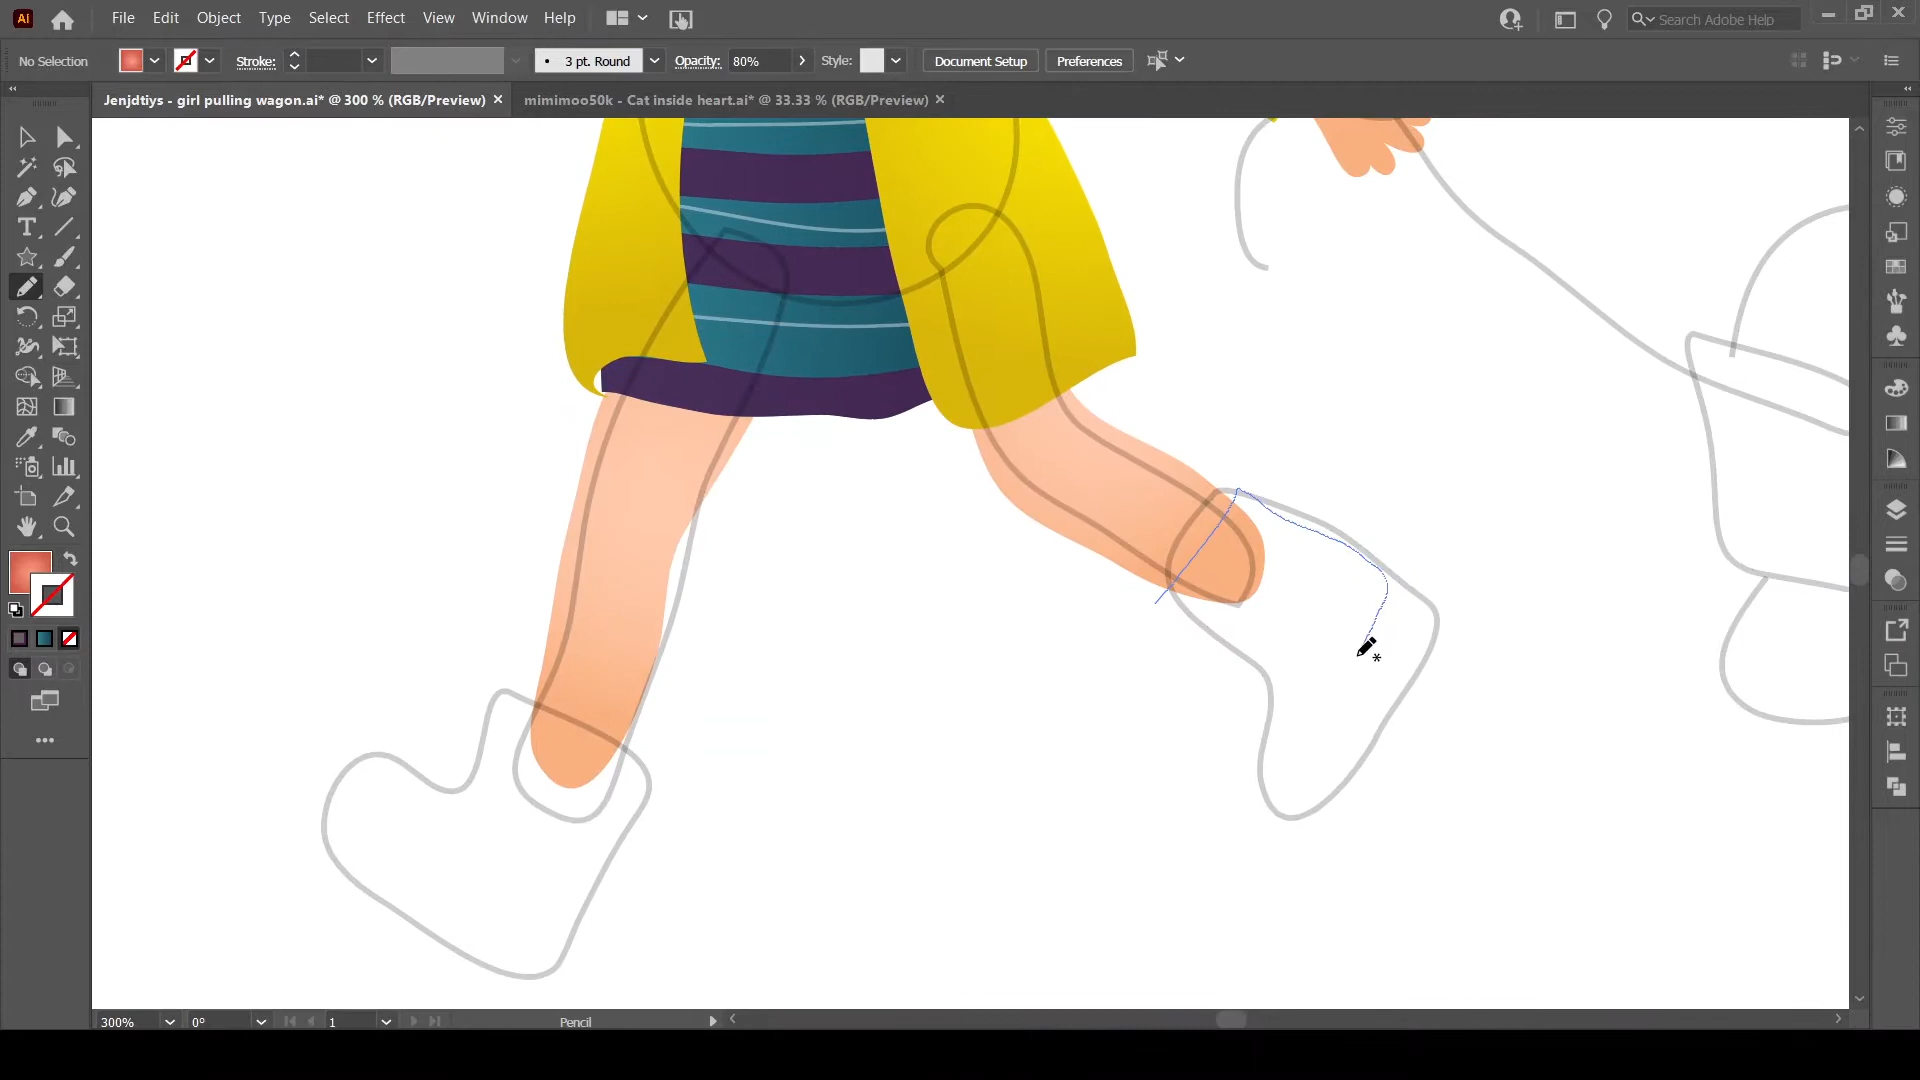 Ai File Edit Object Type Select Effect View Window Help Search Adobe Help
No Selection Stroke: 3 pt. Round Opacity: 80% Style: Document Setup Preferences
Jenjdtiys - girl pulling wagon.ai* @ 300 % (RGB/Preview) mimimoo50k - Cat inside heart.ai* @ 33.33 % (RGB/Preview)
300% 0° 1 Pencil